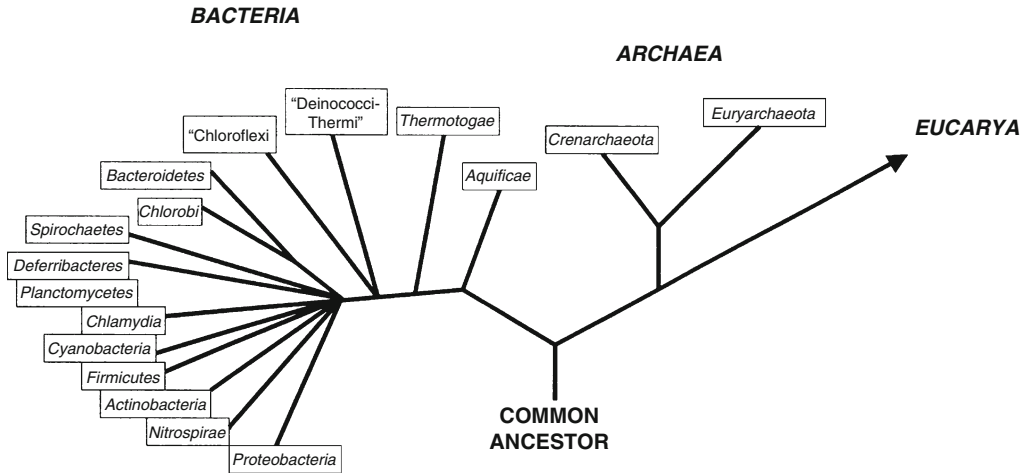 BACTERIA
ARCHAEA
EUCARYA
"Deinococci-
Thermi"
Thermotogae
Euryarchaeota
"Chloroflexi
Crenarchaeota
Bacteroidetes
Aquificae
Chlorobi
Spirochaetes
Deferribacteres
Planctomycetes
Chlamydia
Cyanobacteria
Firmicutes
Actinobacteria
Nitrospirae
Proteobacteria
COMMON
ANCESTOR